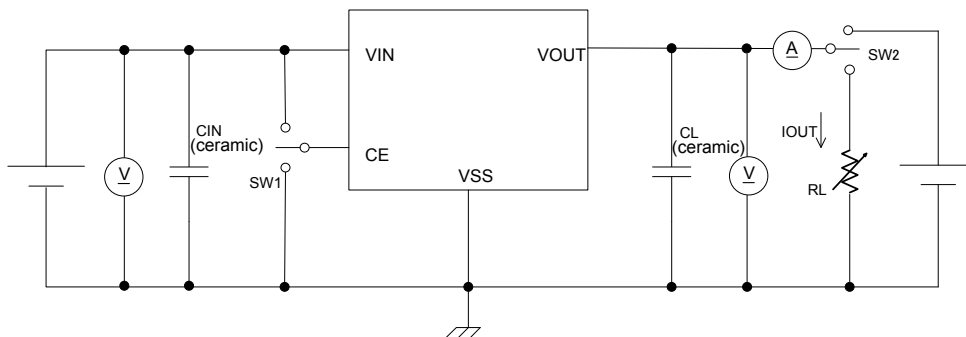 VIN
VOUT
A
SW2
CIN
(ceramic)
CL
(ceramic)
IOUT
CE
V
SW1
VSS
V
RL